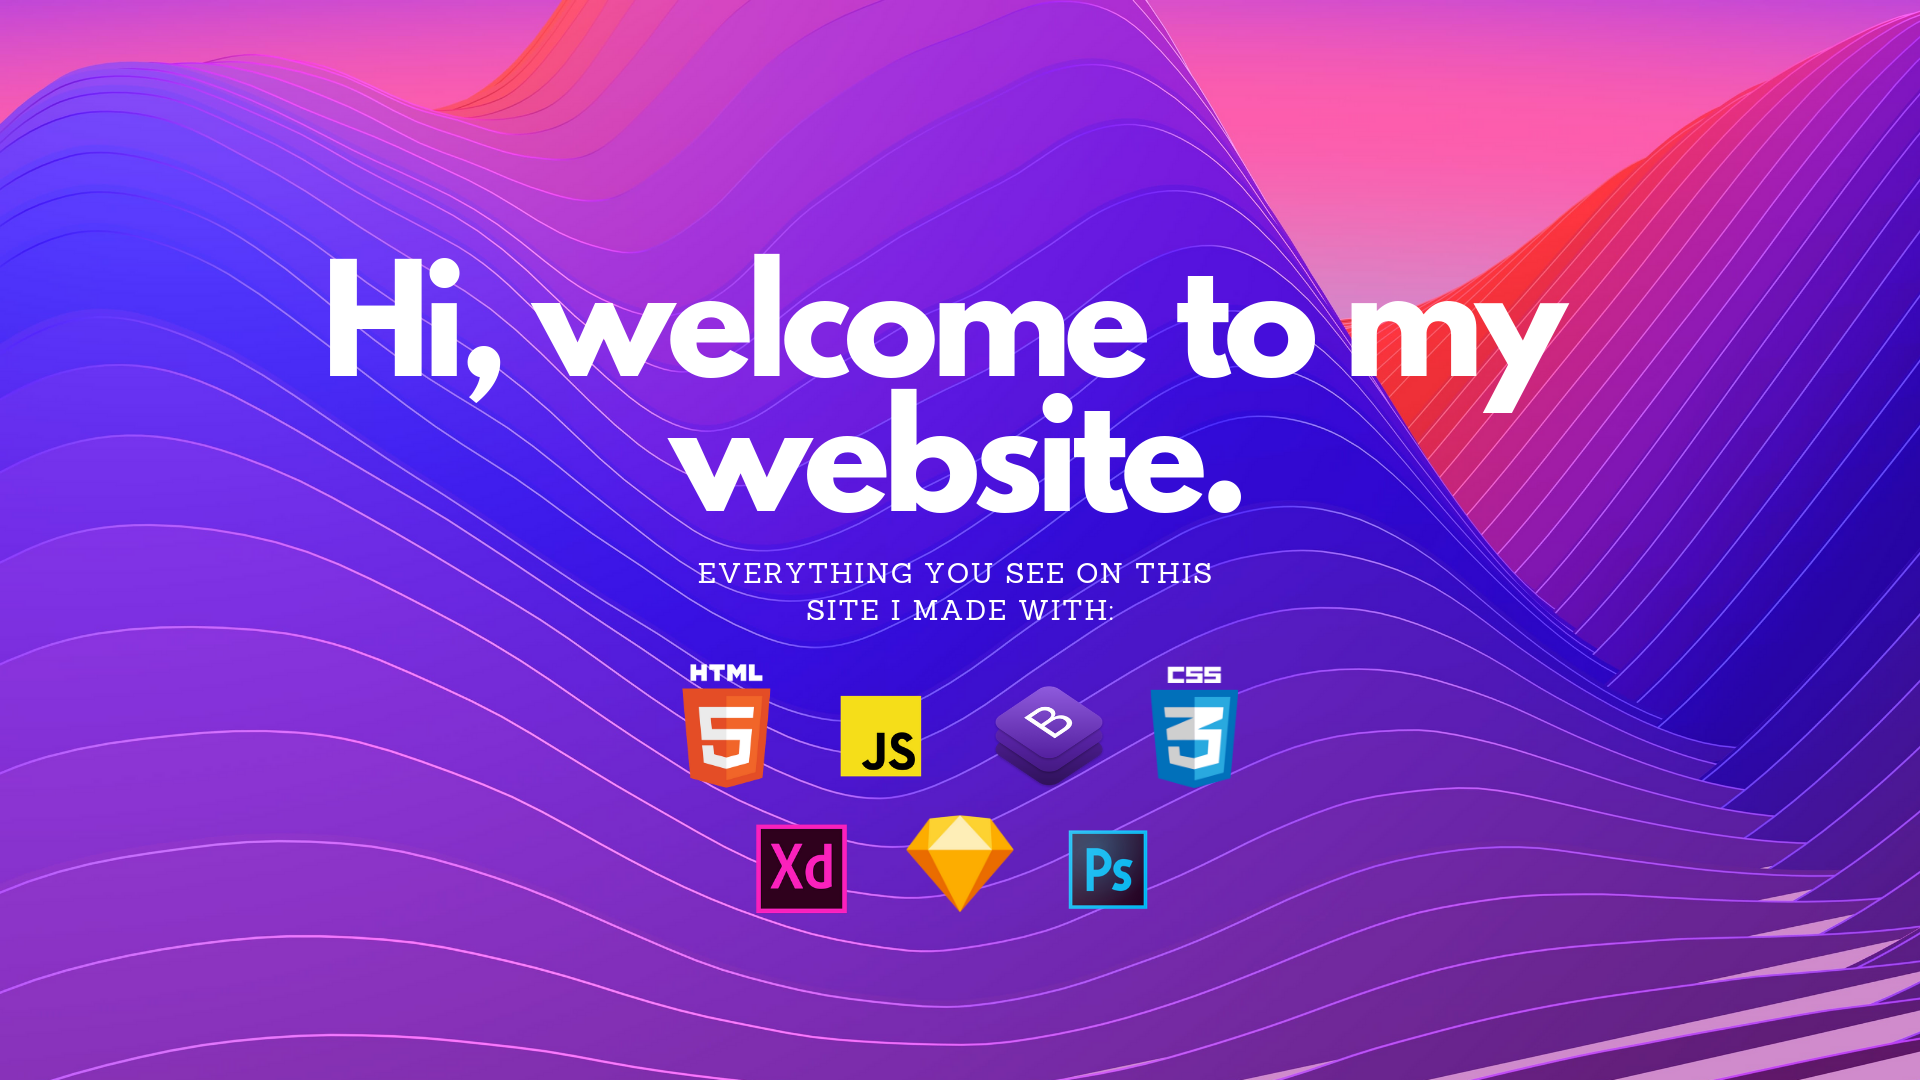 Hi, welcome to my
website.
EVERYTHING YOU SEE ON THIS
SITE I MADE WITH:
HTML
5
JS
B
CSS
3
Xd
Ps